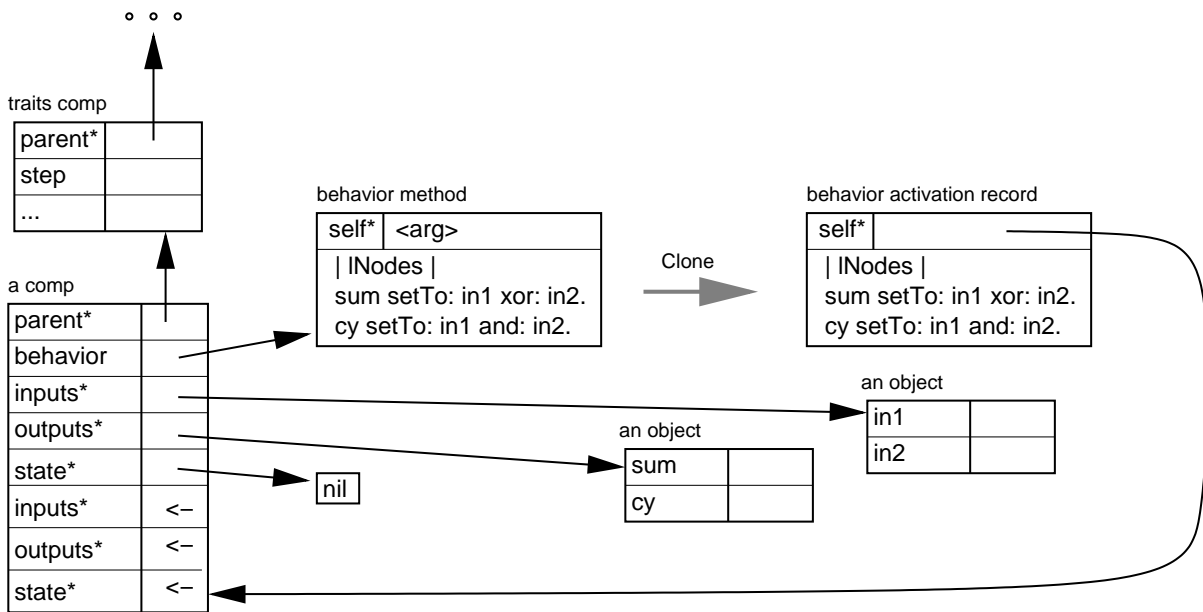 traits comp
parent*
step
...
a comp
parent*
behavior
inputs*
outputs*
state*
inputs* <–
outputs* <–
state* <–
behavior method
self* <arg>
| lNodes |
sum setTo: in1 xor: in2.
cy setTo: in1 and: in2.
Clone
behavior activation record
self*
| lNodes |
sum setTo: in1 xor: in2.
cy setTo: in1 and: in2.
an object
in1
in2
an object
sum
cy
nil